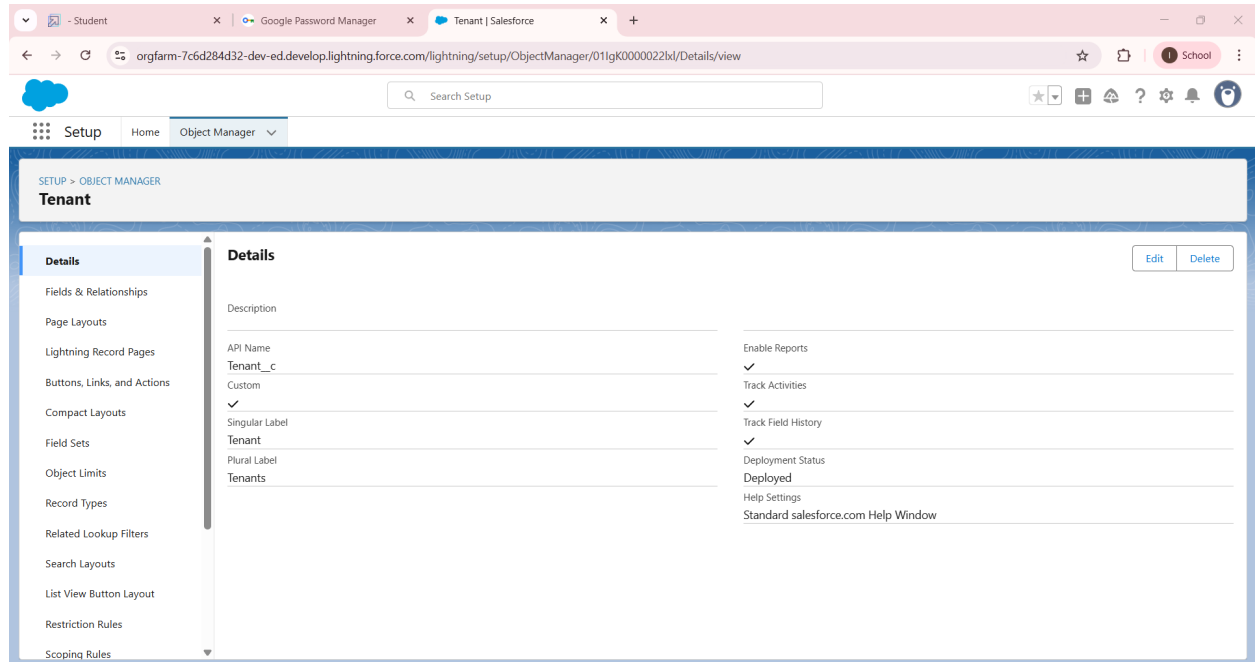 - Student
Google Password Manager
Tenant | Salesforce
orgfarm-7c6d284d32-dev-ed.develop.lightning.force.com/lightning/setup/ObjectManager/01IgK0000022lxl/Details/view
I School
Search Setup
Setup Home Object Manager
SETUP > OBJECT MANAGER
Tenant
Details
Fields & Relationships
Page Layouts
Lightning Record Pages
Buttons, Links, and Actions
Compact Layouts
Field Sets
Object Limits
Record Types
Related Lookup Filters
Search Layouts
List View Button Layout
Restriction Rules
Scoping Rules
Details
Edit Delete
Description
API Name
Tenant__c
Custom
Singular Label
Tenant
Plural Label
Tenants
Enable Reports
Track Activities
Track Field History
Deployment Status
Deployed
Help Settings
Standard salesforce.com Help Window